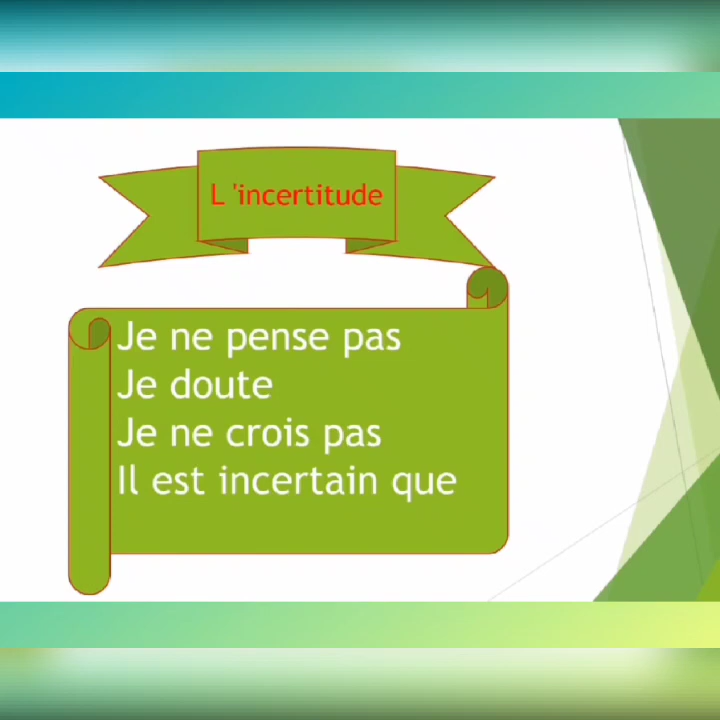 L 'incertitude
Je ne pense pas
Je doute
Je ne crois pas
Il est incertain que